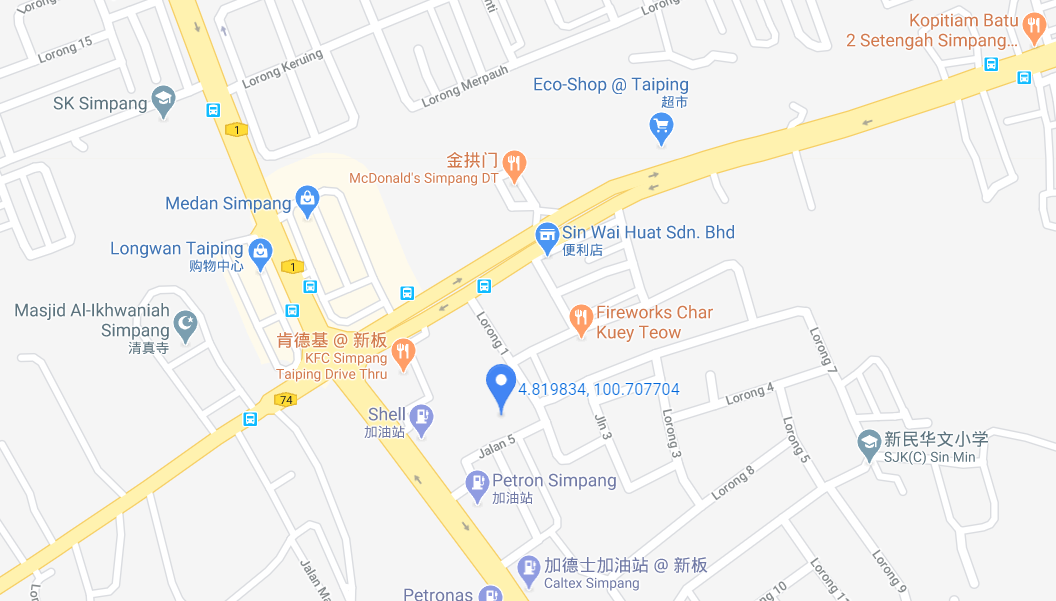 Lorong
Lorong
Kopitiam Batu
2 Setengah Simpang...
Lorong 15
Lorong Keruing
Lorong Merpauh
Eco-Shop @ Taiping
超市
SK Simpang
1
金拱门
McDonald's Simpang DT
Medan Simpang
Sin Wai Huat Sdn. Bhd
便利店
Longwan Taiping
购物中心
1
Masjid Al-Ikhwaniah
Simpang
清真寺
Fireworks Char
Kuey Teow
Lorong 1
肯德基 @ 新板
KFC Simpang
Taiping Drive Thru
Lorong 7
4.819834, 100.707704
74
Lorong 4
Shell
加油站
Jln 3
Lorong 3
Lorong 5
Jalan 5
新民华文小学
SJK(C) Sin Min
Petron Simpang
加油站
Lorong 8
加德士加油站 @ 新板
Caltex Simpang
Lorong 9
Petronas